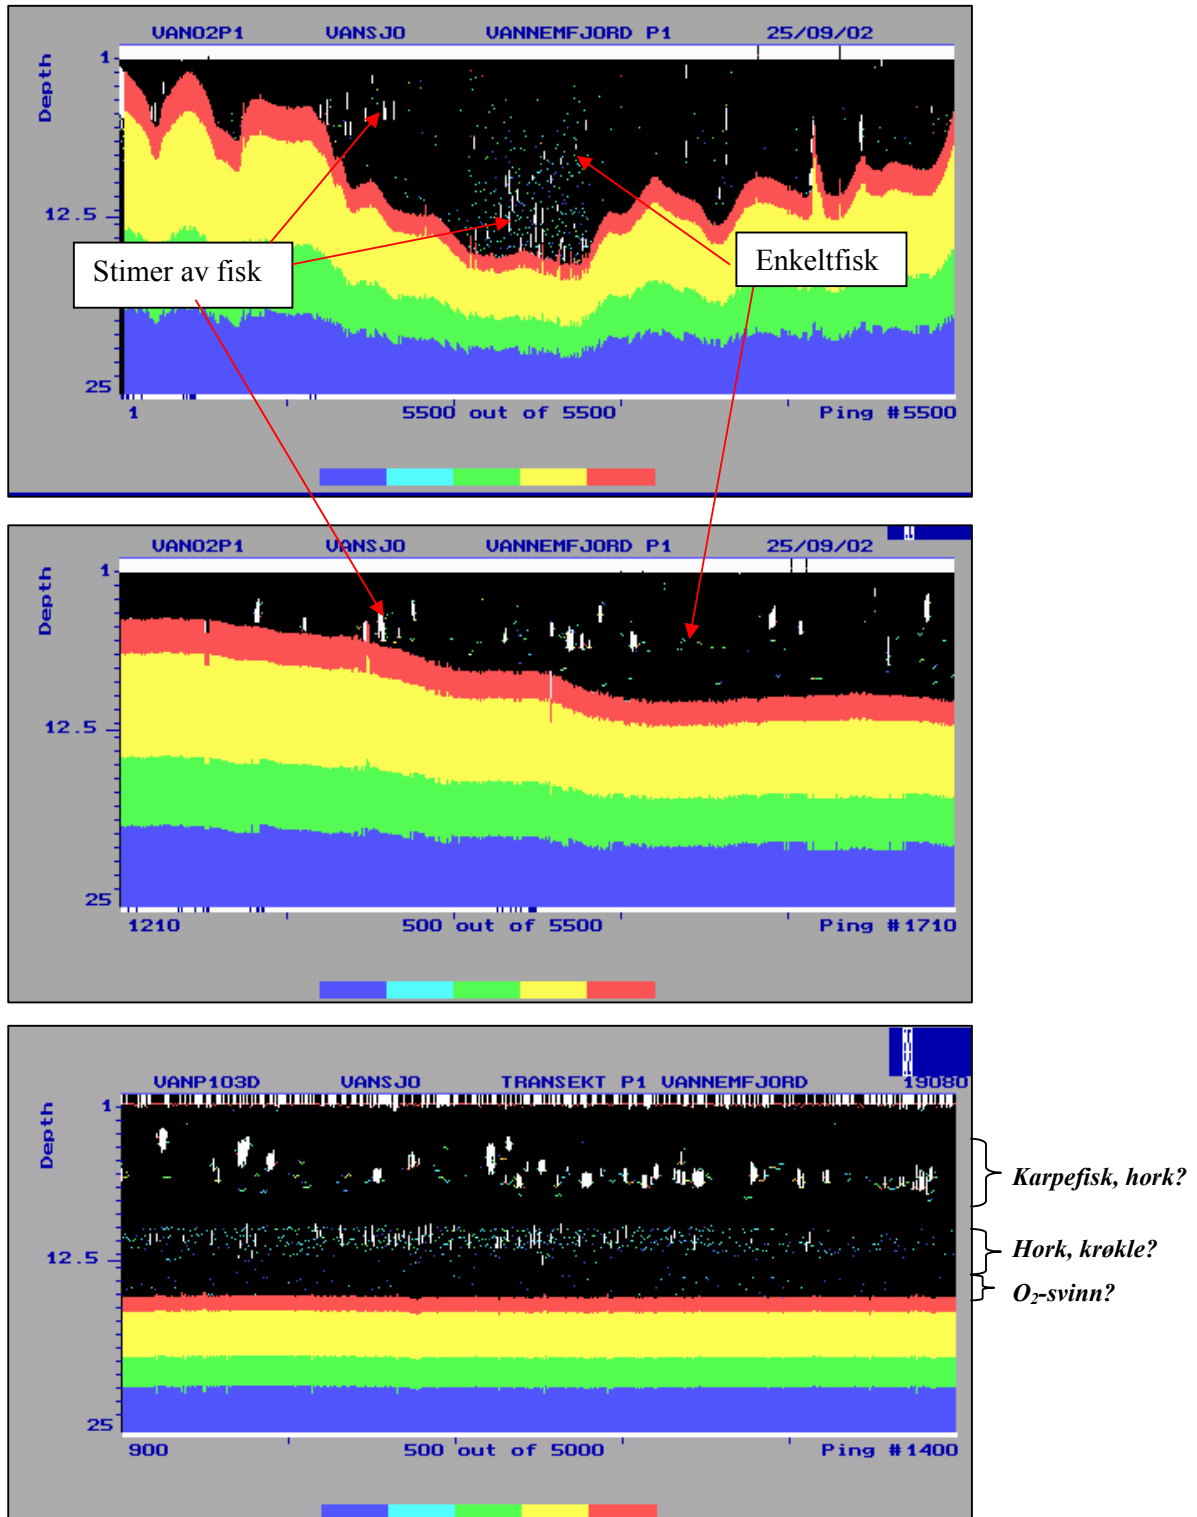 VANO2P1 VANSJO VANNEMFJORD P1 25/09/02
Depth
1
12.5
25
Stimer av fisk
Enkeltfisk
1 5500 out of 5500 Ping #5500
VANO2P1 VANSJO VANNEMFJORD P1 25/09/02
Depth
1
12.5
25
1210 500 out of 5500 Ping #1710
VANP103D VANSJO TRANSEKT P1 VANNEMFJORD 19080
Depth
1
12.5
25
Karpefisk, hork?
Hork, krøkle?
O₂-svinn?
900 500 out of 5000 Ping #1400